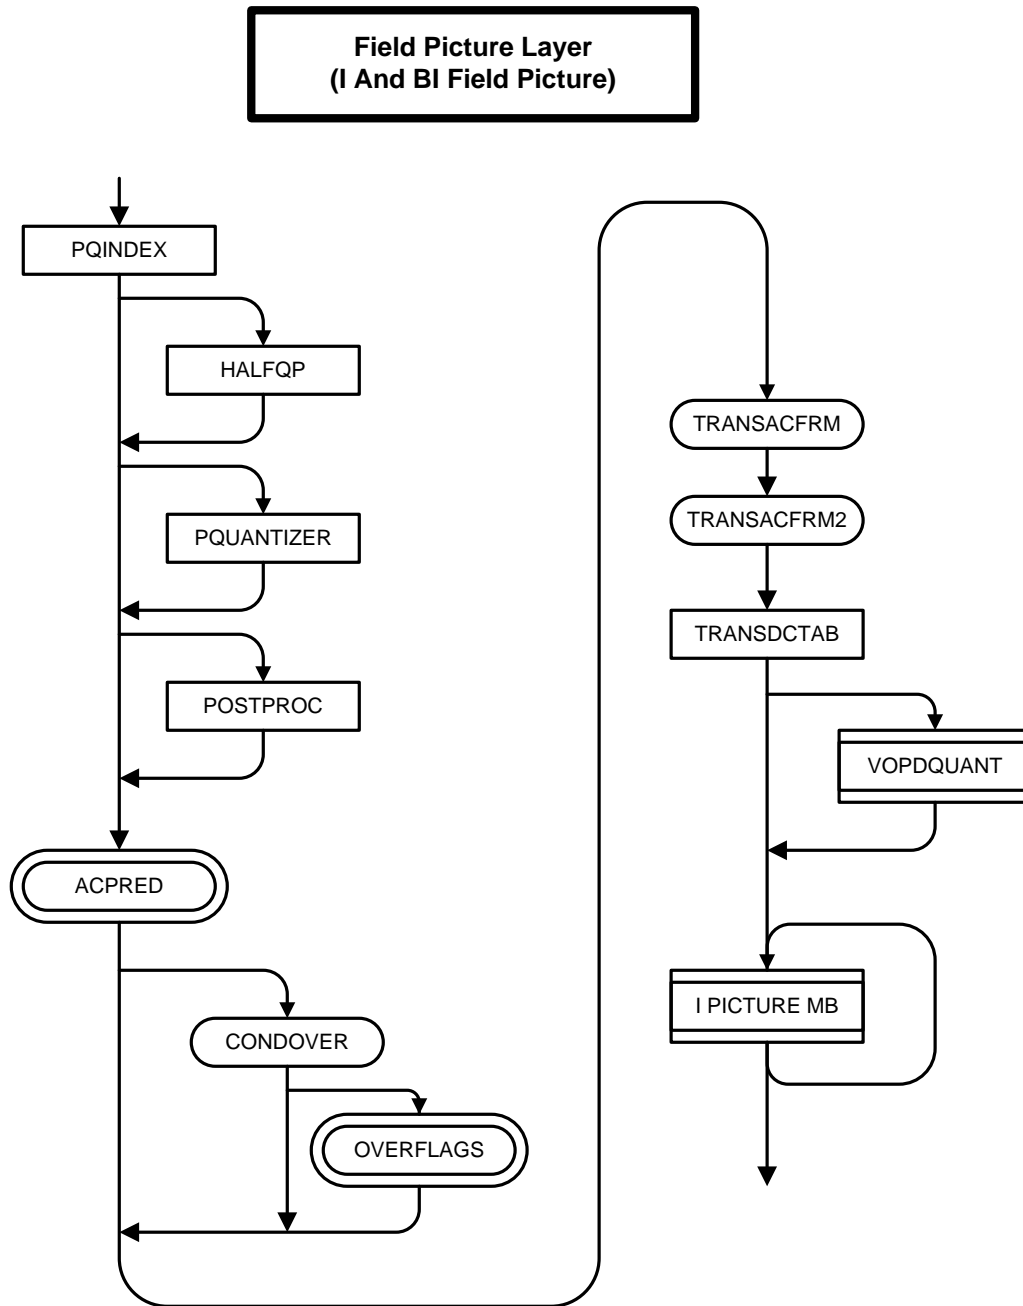 Field Picture Layer
(I And BI Field Picture)
PQINDEX
HALFQP
PQUANTIZER
POSTPROC
ACPRED
CONDOVER
OVERFLAGS
TRANSACFRM
TRANSACFRM2
TRANSDCTAB
VOPDQUANT
I PICTURE MB